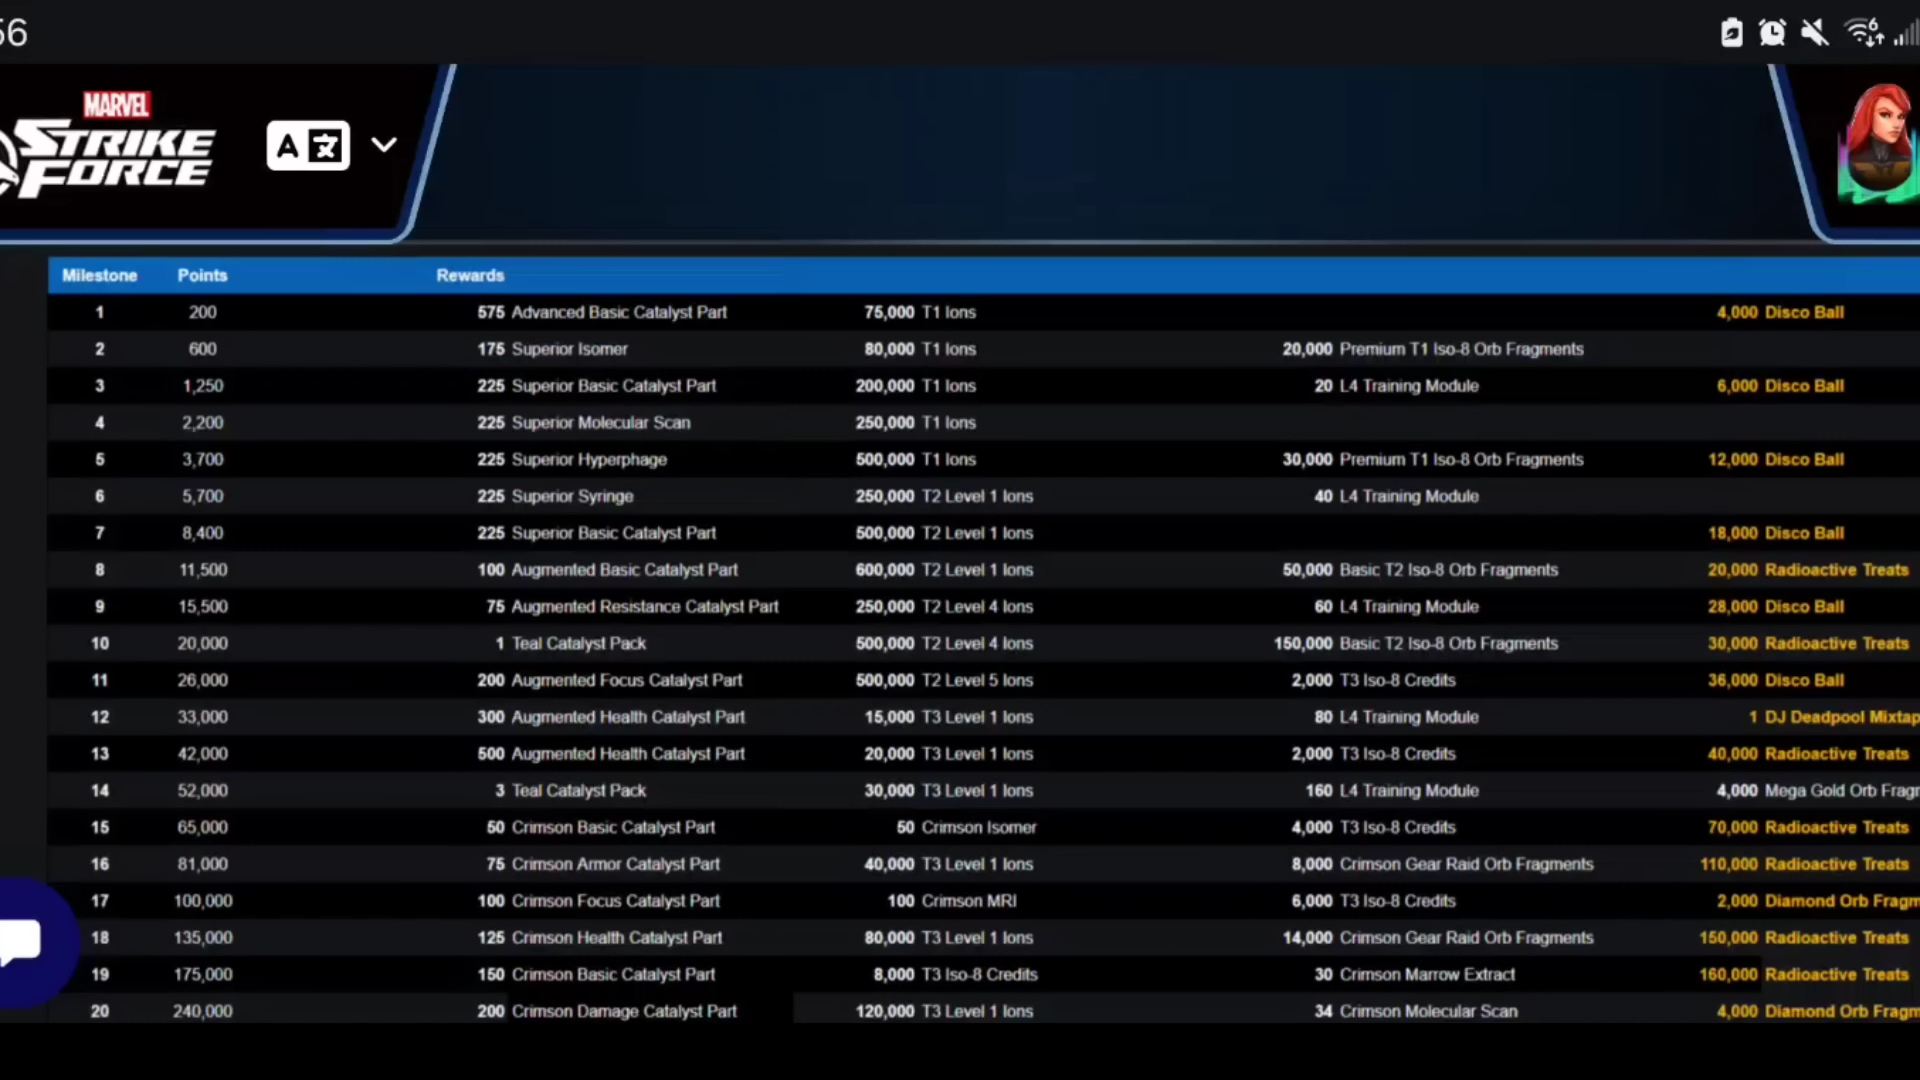 56
MARVEL
STRIKE
FORCE
A 文
6
Milestone Points Rewards
1 200 575 Advanced Basic Catalyst Part 75,000 T1 Ions 4,000 Disco Ball
2 600 175 Superior Isomer 80,000 T1 Ions 20,000 Premium T1 Iso-8 Orb Fragments
3 1,250 225 Superior Basic Catalyst Part 200,000 T1 Ions 20 L4 Training Module 6,000 Disco Ball
4 2,200 225 Superior Molecular Scan 250,000 T1 Ions
5 3,700 225 Superior Hyperphage 500,000 T1 Ions 30,000 Premium T1 Iso-8 Orb Fragments 12,000 Disco Ball
6 5,700 225 Superior Syringe 250,000 T2 Level 1 Ions 40 L4 Training Module
7 8,400 225 Superior Basic Catalyst Part 500,000 T2 Level 1 Ions 18,000 Disco Ball
8 11,500 100 Augmented Basic Catalyst Part 600,000 T2 Level 1 Ions 50,000 Basic T2 Iso-8 Orb Fragments 20,000 Radioactive Treats
9 15,500 75 Augmented Resistance Catalyst Part 250,000 T2 Level 4 Ions 60 L4 Training Module 28,000 Disco Ball
10 20,000 1 Teal Catalyst Pack 500,000 T2 Level 4 Ions 150,000 Basic T2 Iso-8 Orb Fragments 30,000 Radioactive Treats
11 26,000 200 Augmented Focus Catalyst Part 500,000 T2 Level 5 Ions 2,000 T3 Iso-8 Credits 36,000 Disco Ball
12 33,000 300 Augmented Health Catalyst Part 15,000 T3 Level 1 Ions 80 L4 Training Module 1 DJ Deadpool Mixtap
13 42,000 500 Augmented Health Catalyst Part 20,000 T3 Level 1 Ions 2,000 T3 Iso-8 Credits 40,000 Radioactive Treats
14 52,000 3 Teal Catalyst Pack 30,000 T3 Level 1 Ions 160 L4 Training Module 4,000 Mega Gold Orb Fragr
15 65,000 50 Crimson Basic Catalyst Part 50 Crimson Isomer 4,000 T3 Iso-8 Credits 70,000 Radioactive Treats
16 81,000 75 Crimson Armor Catalyst Part 40,000 T3 Level 1 Ions 8,000 Crimson Gear Raid Orb Fragments 110,000 Radioactive Treats
17 100,000 100 Crimson Focus Catalyst Part 100 Crimson MRI 6,000 T3 Iso-8 Credits 2,000 Diamond Orb Fragm
18 135,000 125 Crimson Health Catalyst Part 80,000 T3 Level 1 Ions 14,000 Crimson Gear Raid Orb Fragments 150,000 Radioactive Treats
19 175,000 150 Crimson Basic Catalyst Part 8,000 T3 Iso-8 Credits 30 Crimson Marrow Extract 160,000 Radioactive Treats
20 240,000 200 Crimson Damage Catalyst Part 120,000 T3 Level 1 Ions 34 Crimson Molecular Scan 4,000 Diamond Orb Fragm